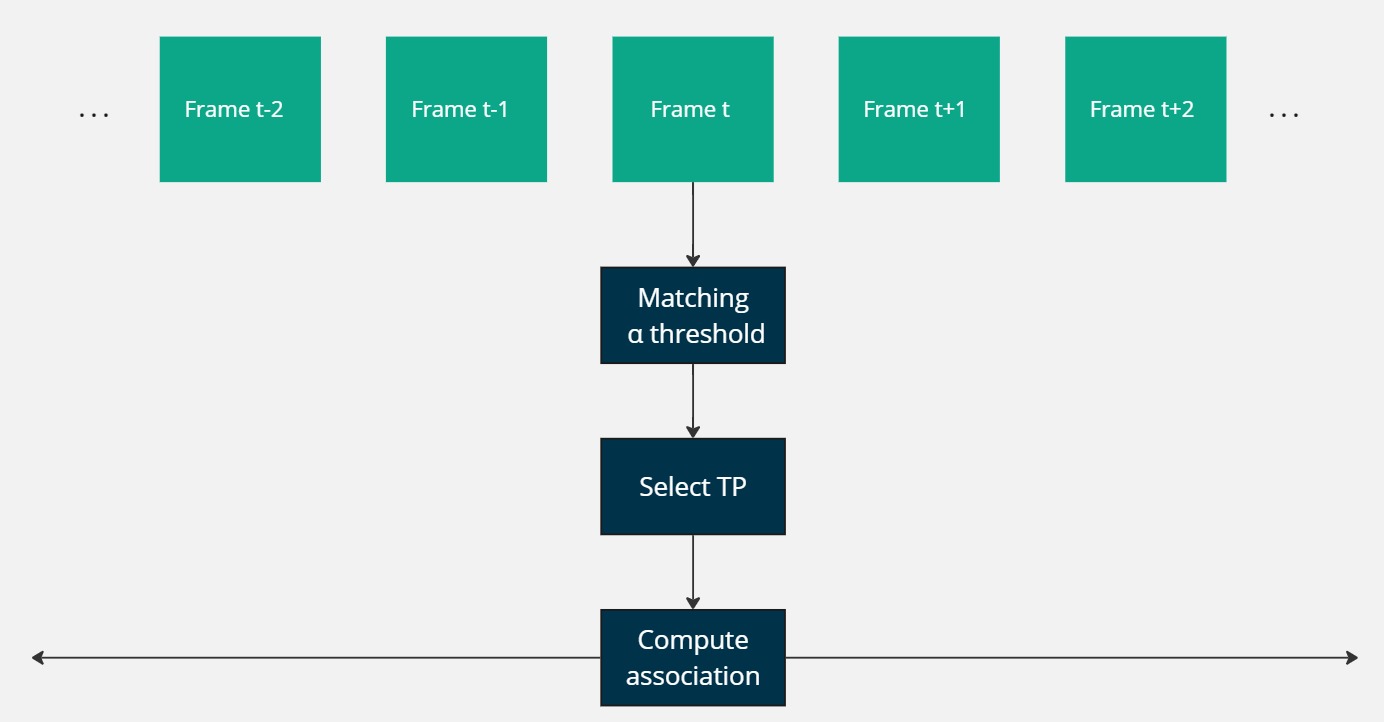 ... Frame t-2 Frame t-1 Frame t Frame t+1 Frame t+2 ...
Matching
α threshold
Select TP
Compute
association